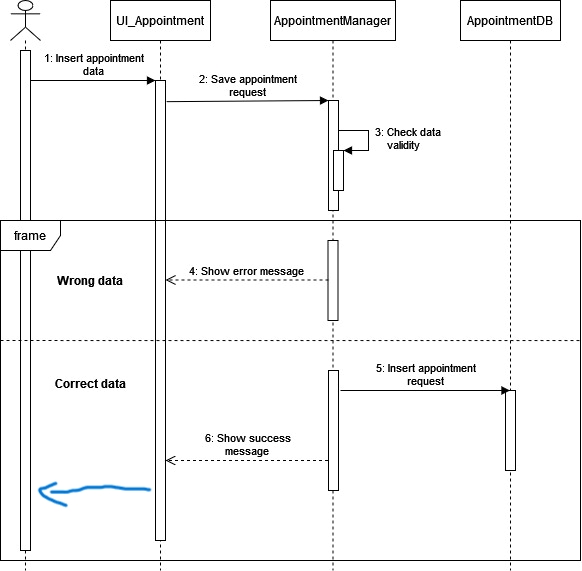 UI_Appointment
AppointmentManager
AppointmentDB
1: Insert appointment
data
2: Save appointment
request
3: Check data
validity
frame
Wrong data
4: Show error message
Correct data
5: Insert appointment
request
6: Show success
message